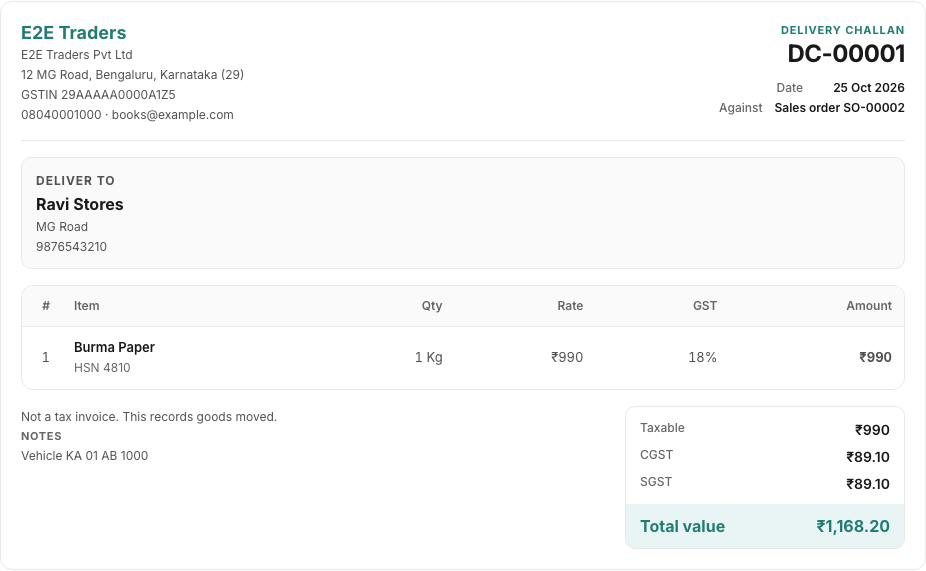 E2E Traders
E2E Traders Pvt Ltd
12 MG Road, Bengaluru, Karnataka (29)
GSTIN 29AAAAA0000A1Z5
08040001000 · books@example.com
DELIVERY CHALLAN
DC-00001
Date 25 Oct 2026
Against Sales order SO-00002
DELIVER TO
Ravi Stores
MG Road
9876543210
# Item Qty Rate GST Amount
1 Burma Paper 1 Kg ₹990 18% ₹990
HSN 4810
Not a tax invoice. This records goods moved.
NOTES
Vehicle KA 01 AB 1000
Taxable ₹990
CGST ₹89.10
SGST ₹89.10
Total value ₹1,168.20